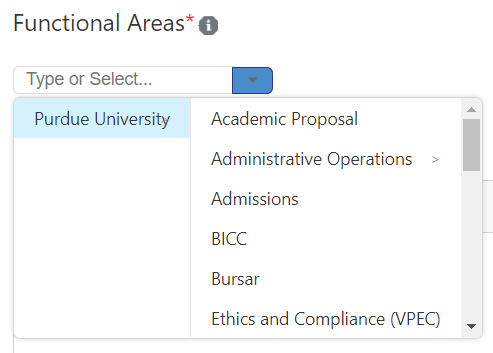 Functional Areas*
Type or Select...
Purdue University
Academic Proposal
Administrative Operations >
Admissions
BICC
Bursar
Ethics and Compliance (VPEC)